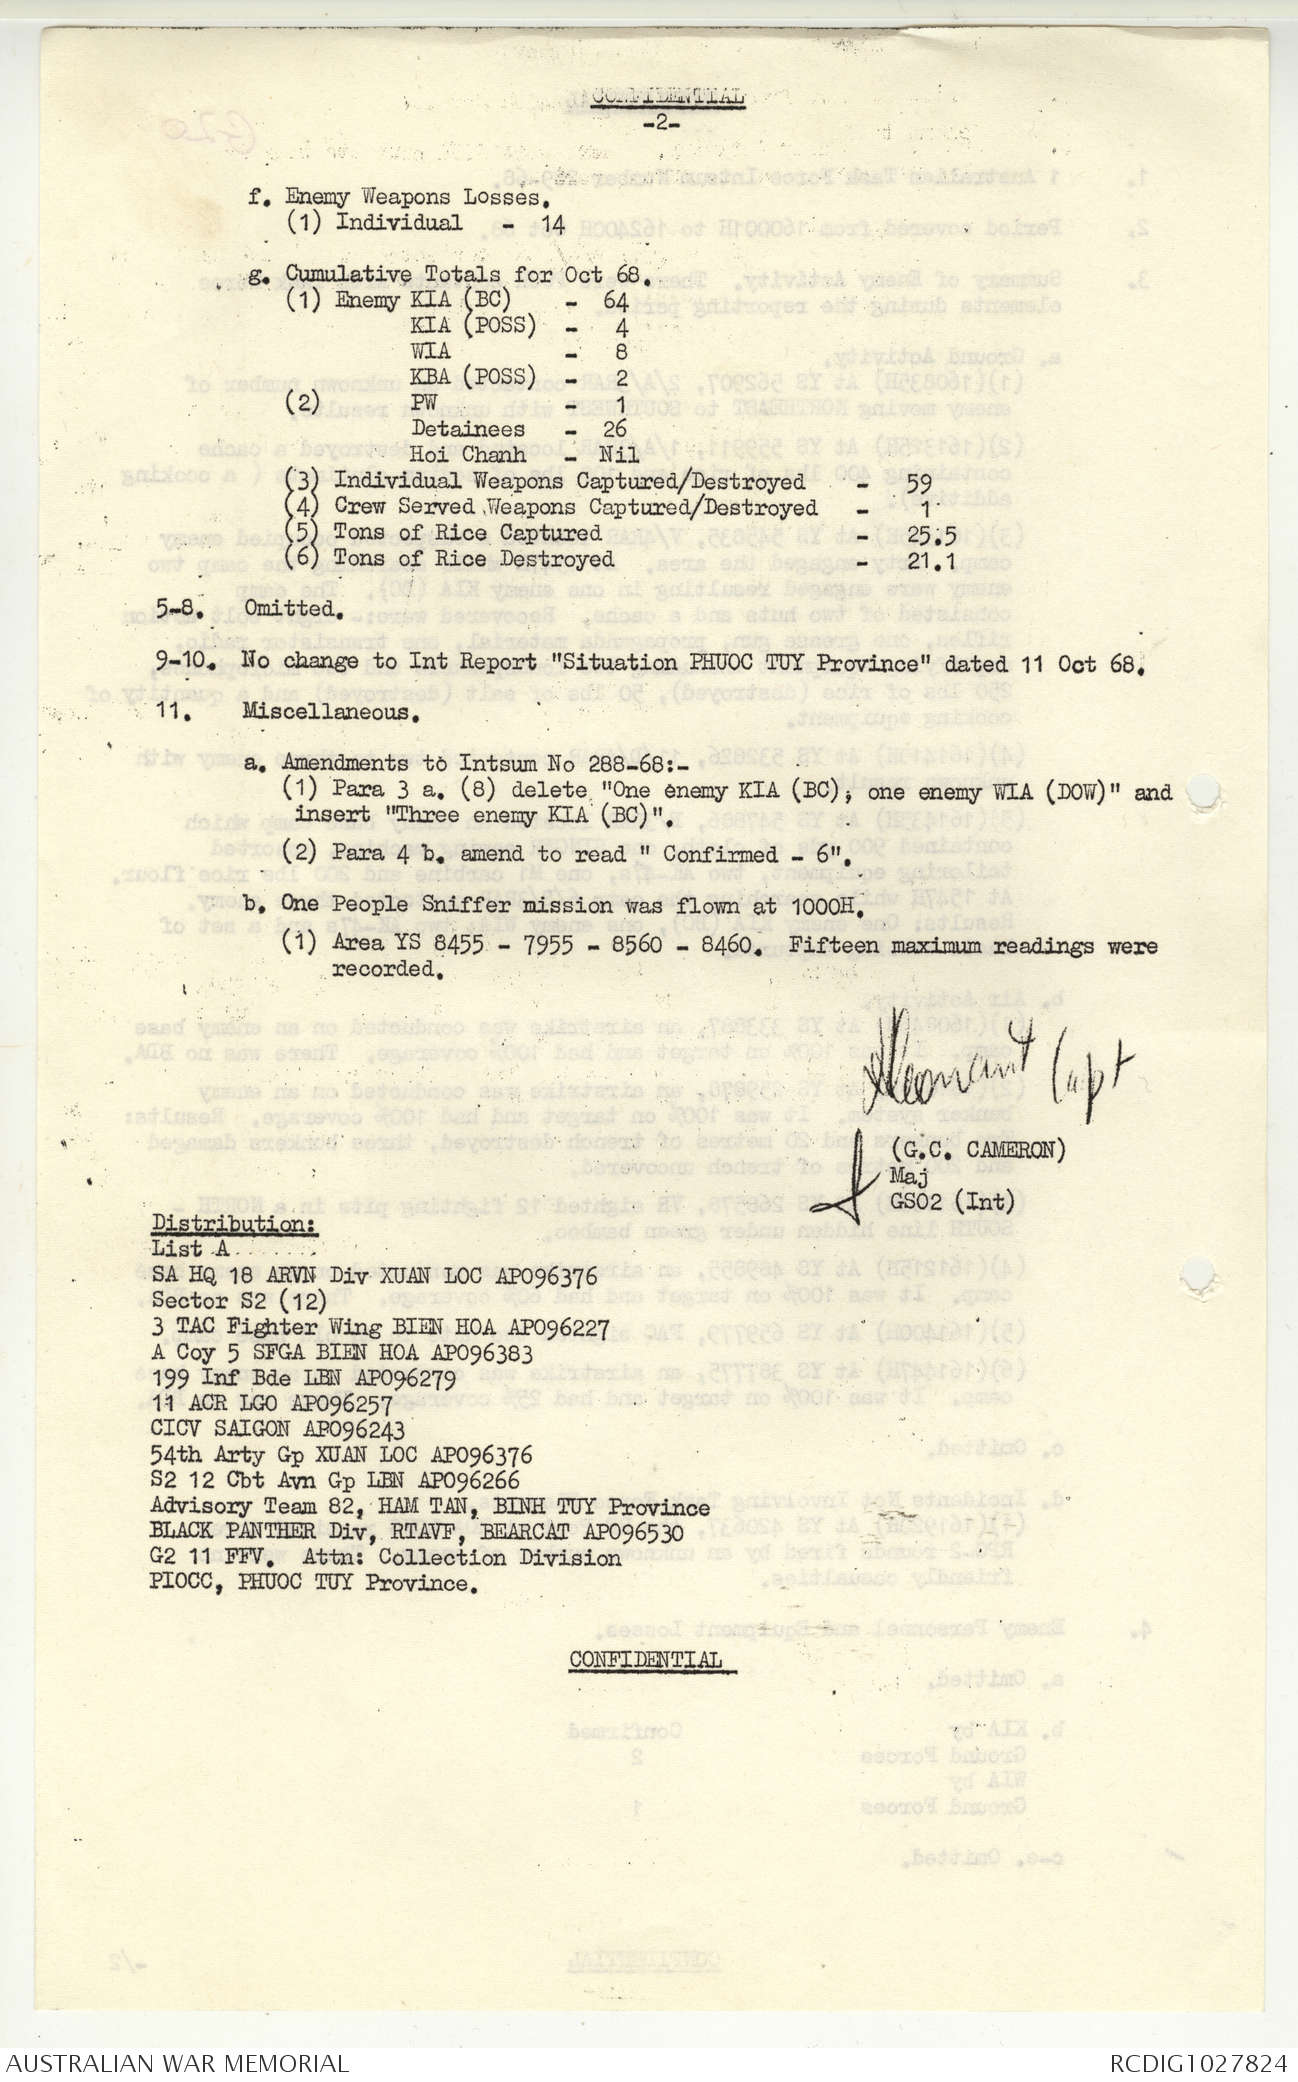 CONFIDENTIAL
-2-
f. Enemy Weapons Losses.
(1) Individual - 14
g. Cumulative Totals for Oct 68.
(1) Enemy KIA (BC) - 64
KIA (POSS) - 4
WIA - 8
KBA (POSS) - 2
(2) PW - 1
Detainees - 26
Hoi Chanh - Nil
(3) Individual Weapons Captured/Destroyed - 59
(4) Crew Served Weapons Captured/Destroyed - 1
(5) Tons of Rice Captured - 25.5
(6) Tons of Rice Destroyed - 21.1
5-8. Omitted.
9-10. No change to Int Report "Situation PHUOC TUY Province" dated 11 Oct 68.
11. Miscellaneous.
a. Amendments to Intsum No 288-68:-
(1) Para 3 a. (8) delete "One enemy KIA (BC), one enemy WIA (DOW)" and
insert "Three enemy KIA (BC)".
(2) Para 4 b. amend to read " Confirmed - 6".
b. One People Sniffer mission was flown at 1000H.
(1) Area YS 8455 - 7955 - 8560 - 8460. Fifteen maximum readings were
recorded.
Capt
(G.C. CAMERON)
Maj
GSO2 (Int)
Distribution:
List A
SA HQ 18 ARVN Div XUAN LOC APO96376
Sector S2 (12)
3 TAC Fighter Wing BIEN HOA APO96227
A Coy 5 SFGA BIEN HOA APO96383
199 Inf Bde LBN APO96279
11 ACR LGO APO96257
CICV SAIGON APO96243
54th Arty Gp XUAN LOC APO96376
S2 12 Cbt Avn Gp LBN APO96266
Advisory Team 82, HAM TAN, BINH TUY Province
BLACK PANTHER Div, RTAVF, BEARCAT APO96530
G2 11 FFV. Attn: Collection Division
PIOCC, PHUOC TUY Province.
CONFIDENTIAL
AUSTRALIAN WAR MEMORIAL
RCDIG1027824